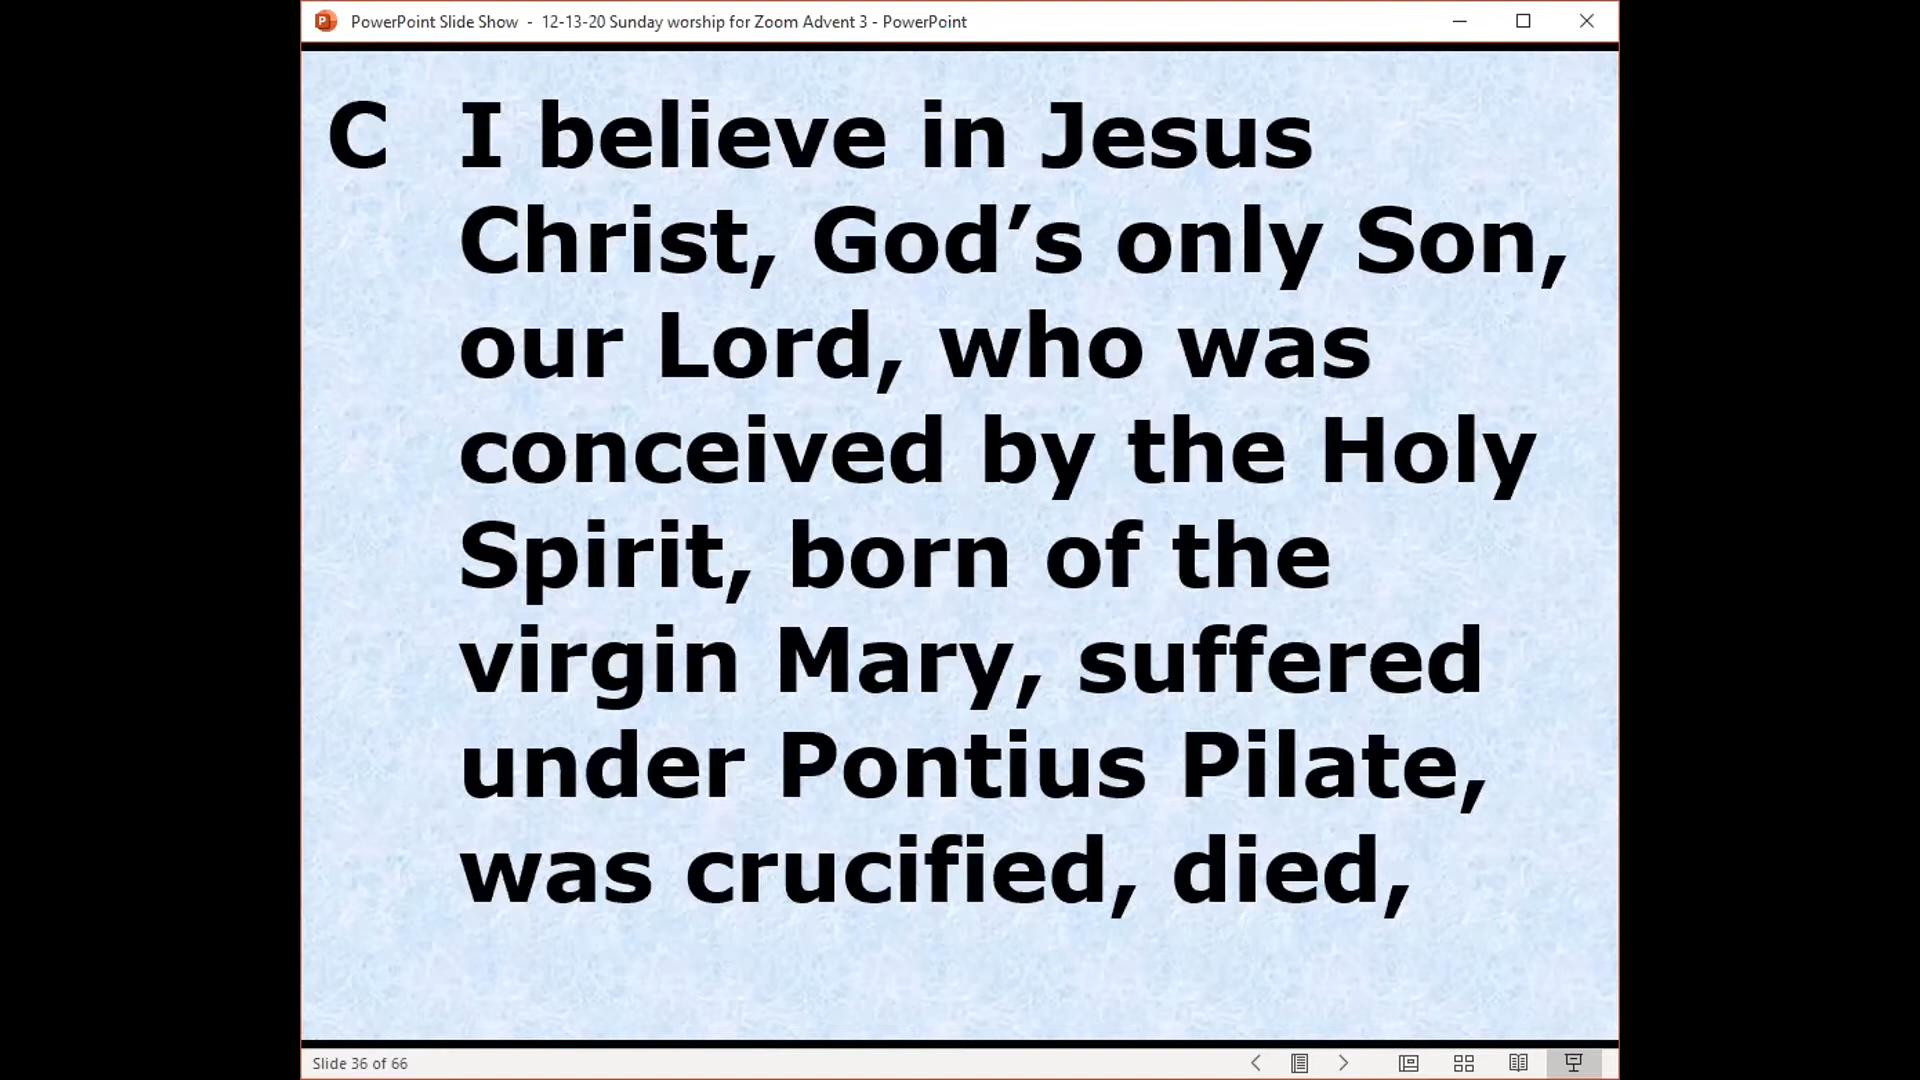 PowerPoint Slide Show - 12-13-20 Sunday worship for Zoom Advent 3 - PowerPoint
C I believe in Jesus
Christ, God’s only Son,
our Lord, who was
conceived by the Holy
Spirit, born of the
virgin Mary, suffered
under Pontius Pilate,
was crucified, died,
Slide 36 of 66